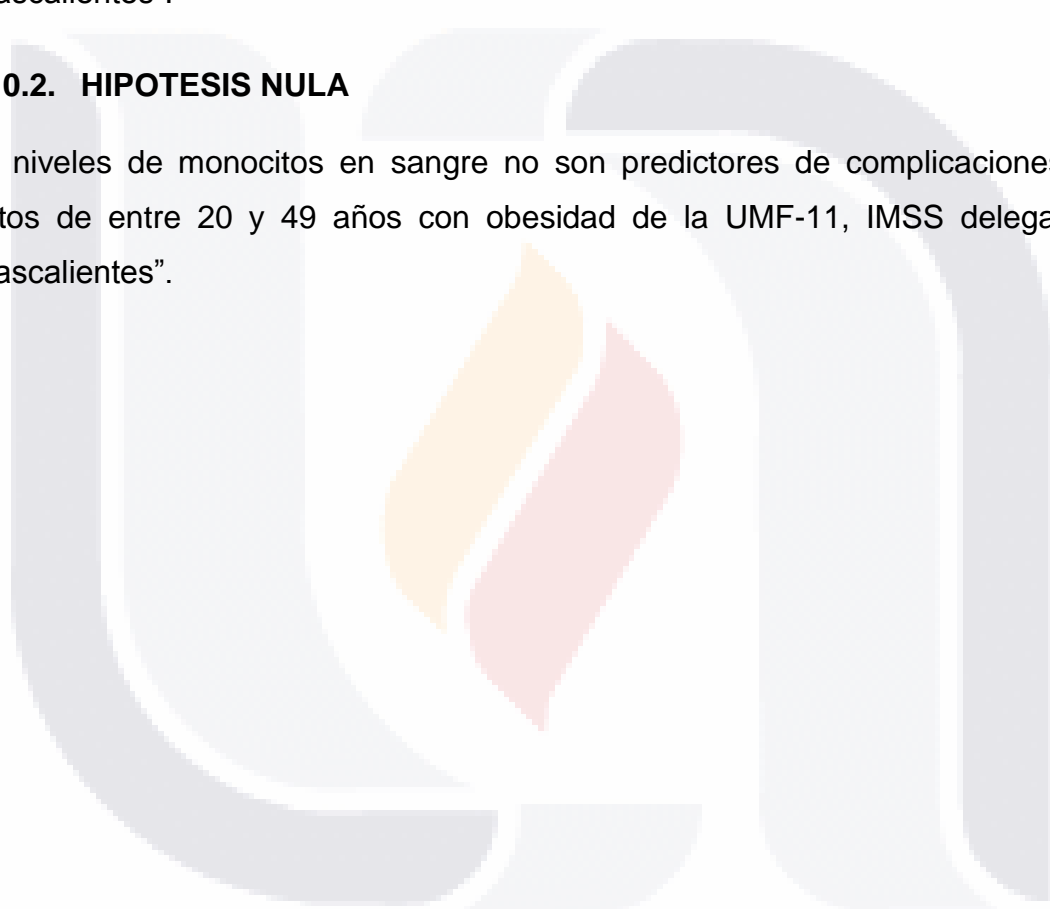 ascalientes".
0.2. HIPOTESIS NULA
niveles de monocitos en sangre no son predictores de complicaciones
tos de entre 20 y 49 años con obesidad de la UMF-11, IMSS delega
ascalientes”.